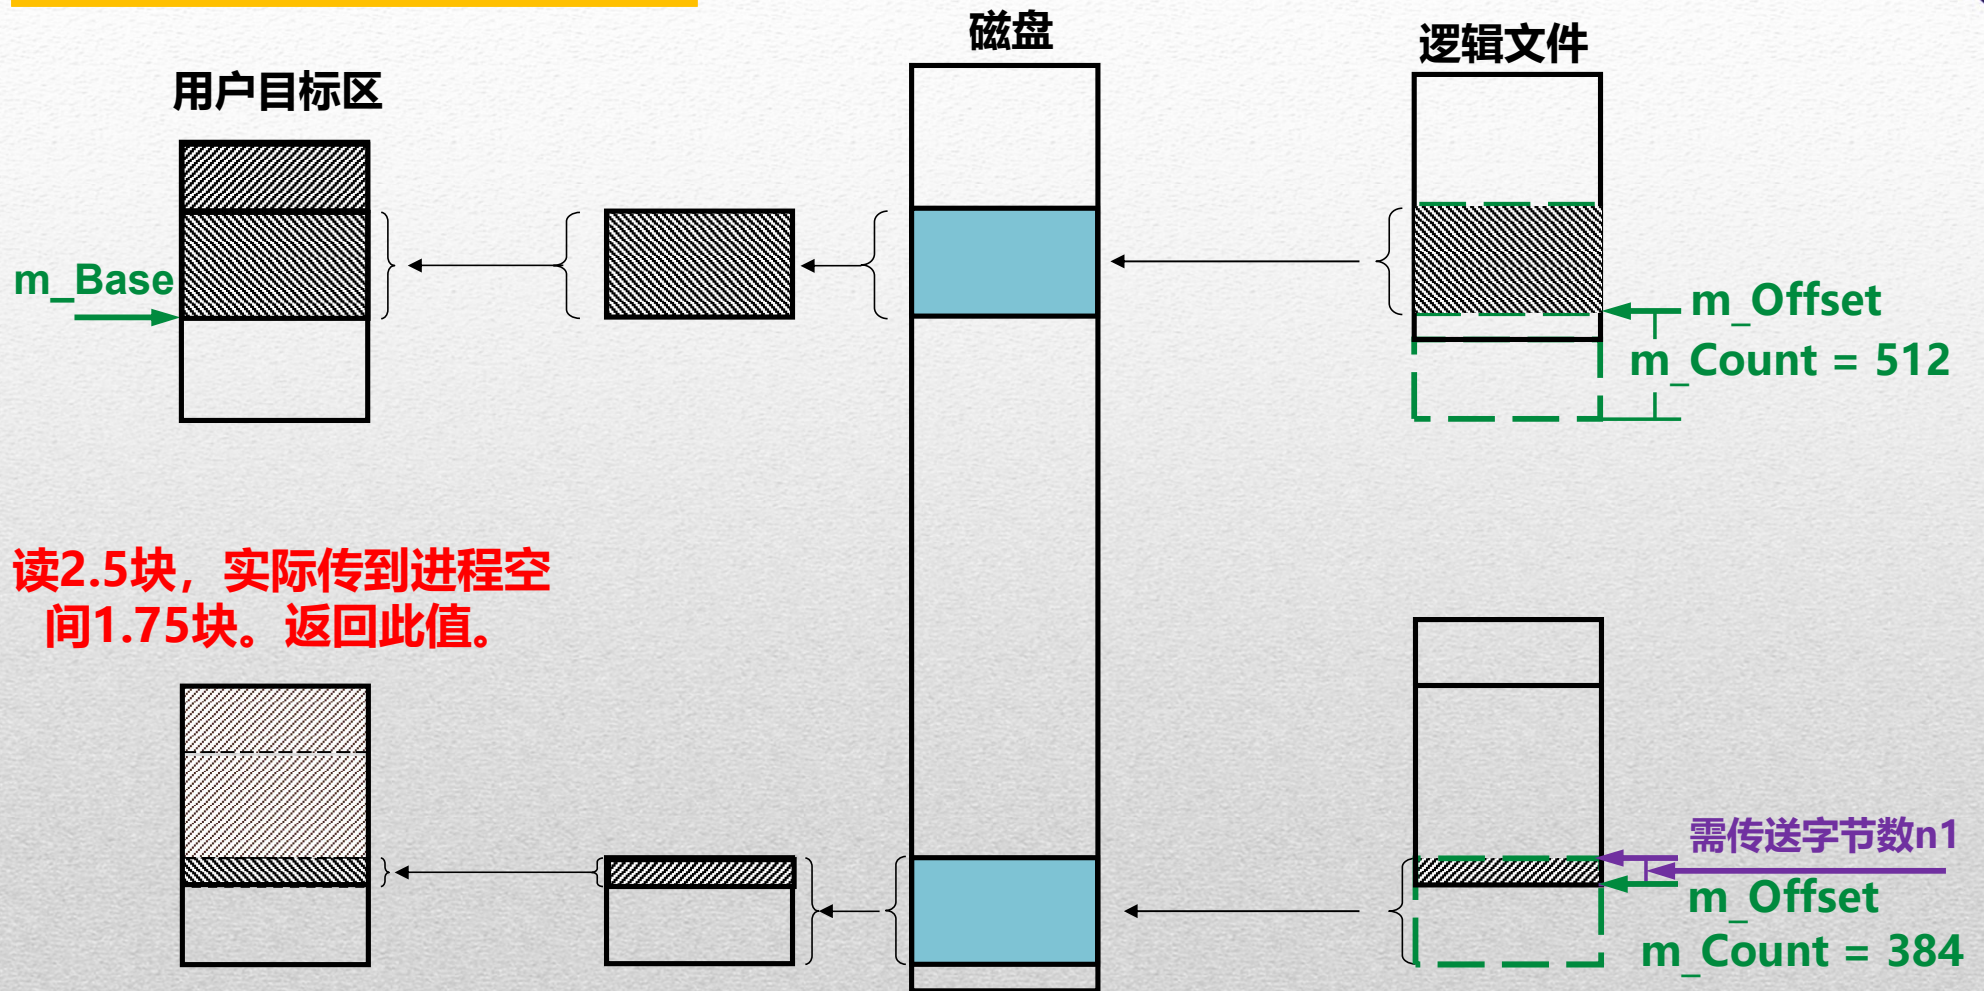 磁盘
逻辑文件
用户目标区
m_Base
m_Offset
m_Count = 512
读2.5块，实际传到进程空
间1.75块。返回此值。
需传送字节数n1
m_Offset
m_Count = 384